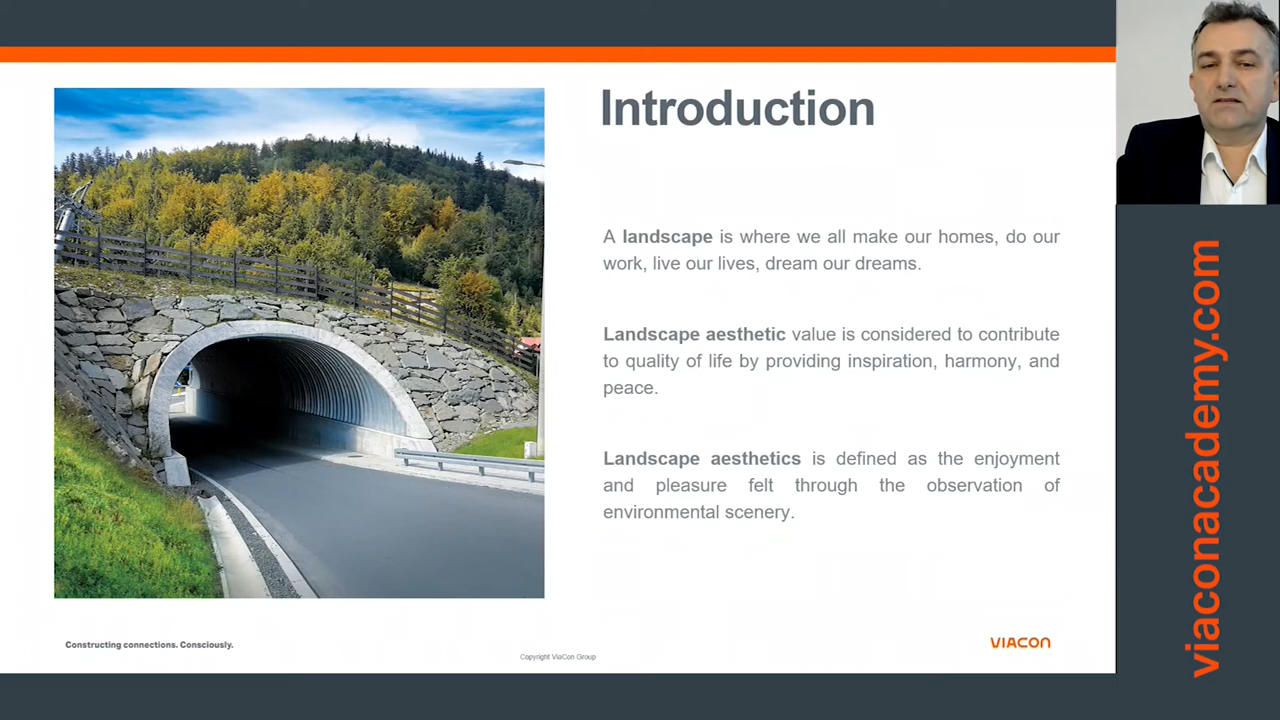 Introduction
A landscape is where we all make our homes, do our
work, live our lives, dream our dreams.
Landscape aesthetic value is considered to contribute
to quality of life by providing inspiration, harmony, and
peace.
Landscape aesthetics is defined as the enjoyment
and pleasure felt through the observation of
environmental scenery.
Constructing connections. Consciously.
Copyright ViaCon Group
VIACON
viaconacademy.com